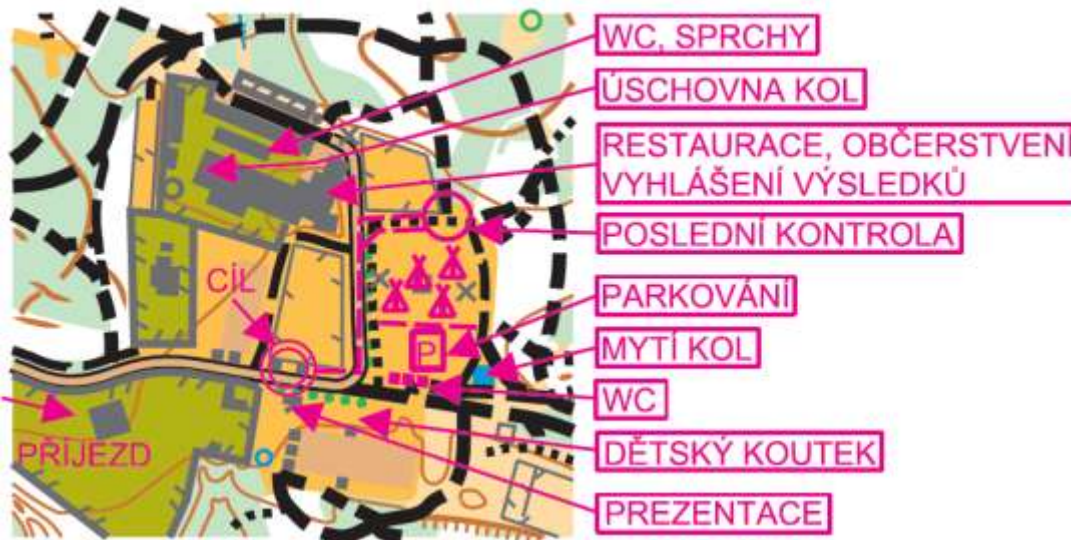 WC, SPRCHY
ÚSCHOVNA KOL
RESTAURACE, OBČERSTVENÍ
VYHLÁŠENÍ VÝSLEDKŮ
POSLEDNÍ KONTROLA
CÍL
PARKOVÁNÍ
P
MYTÍ KOL
WC
PŘÍJEZD
DĚTSKÝ KOUTEK
PREZENTACE